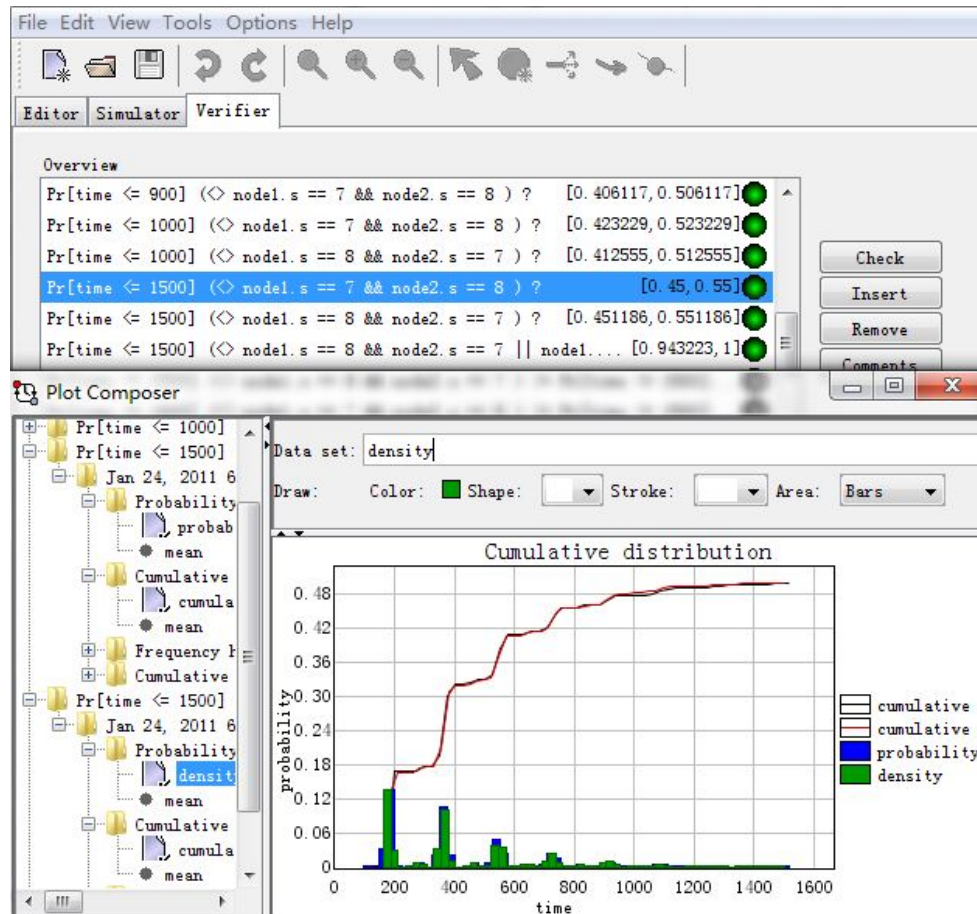 File Edit View Tools Options Help
Editor Simulator Verifier
Overview
Pr[time <= 900] (<> node1.s == 7 && node2.s == 8 ) ? [0.406117,0.506117]
Pr[time <= 1000] (<> node1.s == 7 && node2.s == 8 ) ? [0.423229,0.523229]
Pr[time <= 1000] (<> node1.s == 8 && node2.s == 7 ) ? [0.412555,0.512555]
Pr[time <= 1500] (<> node1.s == 7 && node2.s == 8 ) ? [0.45,0.55]
Pr[time <= 1500] (<> node1.s == 8 && node2.s == 7 ) ? [0.451186,0.551186]
Pr[time <= 1500] (<> node1.s == 8 && node2.s == 7 || node1.... [0.943223,1]
Check
Insert
Remove
Comments
Plot Composer
Pr[time <= 1000]
Pr[time <= 1500]
Jan 24, 2011 6
Probability
probab
mean
Cumulative
cumula
mean
Frequency h
Cumulative
Pr[time <= 1500]
Jan 24, 2011 6
Probability
densit
mean
Cumulative
cumula
mean
Data set: density
Draw: Color: Shape: Stroke: Area: Bars
Cumulative distribution
0.48
0.42
0.36
0.30
0.24
0.18
0.12
0.06
0
probability
0 200 400 600 800 1000 1200 1400 1600
time
cumulative
cumulative
probability
density